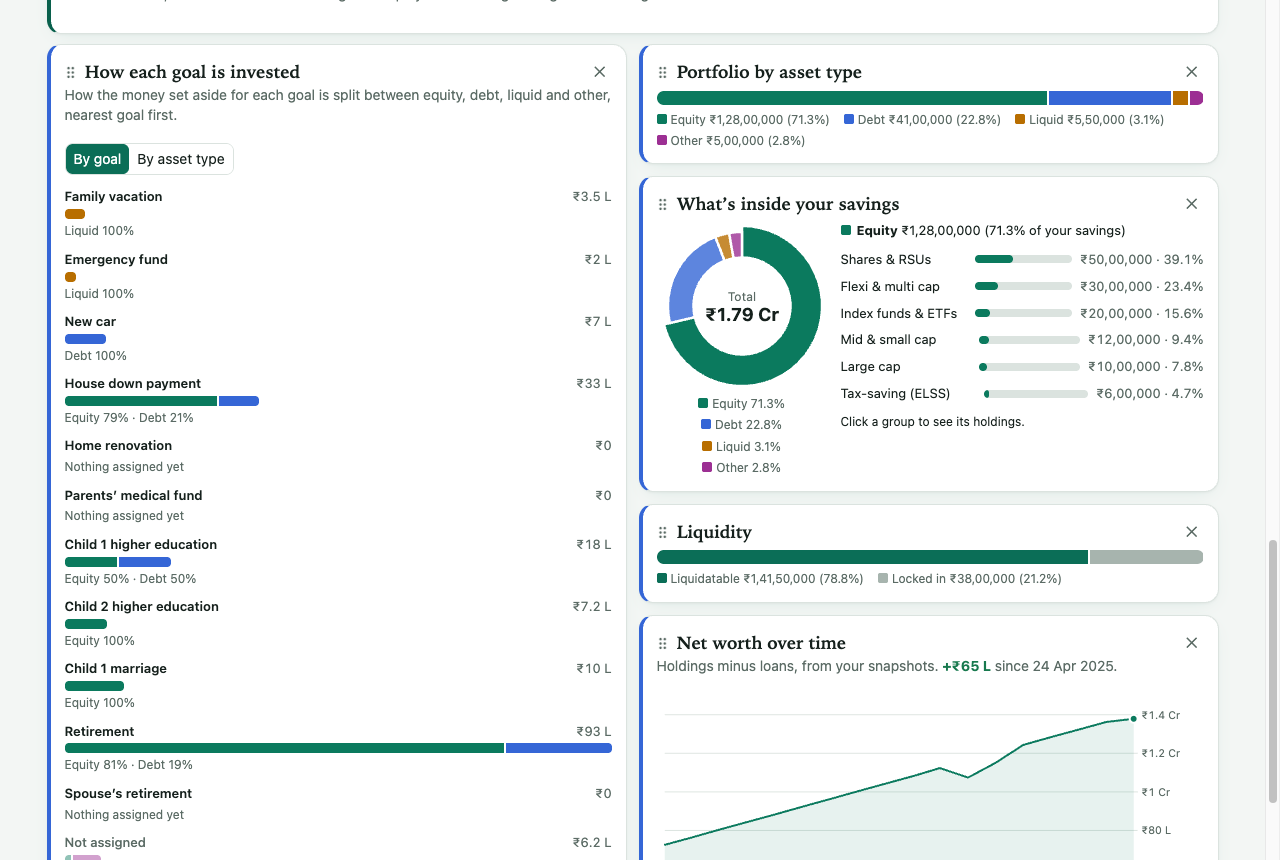 How each goal is invested
How the money set aside for each goal is split between equity, debt, liquid and other,
nearest goal first.
By goal
By asset type
Family vacation ₹3.5 L
Liquid 100%
Emergency fund ₹2 L
Liquid 100%
New car ₹7 L
Debt 100%
House down payment ₹33 L
Equity 79% · Debt 21%
Home renovation ₹0
Nothing assigned yet
Parents’ medical fund ₹0
Nothing assigned yet
Child 1 higher education ₹18 L
Equity 50% · Debt 50%
Child 2 higher education ₹7.2 L
Equity 100%
Child 1 marriage ₹10 L
Equity 100%
Retirement ₹93 L
Equity 81% · Debt 19%
Spouse’s retirement ₹0
Nothing assigned yet
Not assigned ₹6.2 L
Portfolio by asset type
Equity ₹1,28,00,000 (71.3%) Debt ₹41,00,000 (22.8%) Liquid ₹5,50,000 (3.1%)
Other ₹5,00,000 (2.8%)
What’s inside your savings
Total
₹1.79 Cr
Equity 71.3%
Debt 22.8%
Liquid 3.1%
Other 2.8%
Equity ₹1,28,00,000 (71.3% of your savings)
Shares & RSUs ₹50,00,000 · 39.1%
Flexi & multi cap ₹30,00,000 · 23.4%
Index funds & ETFs ₹20,00,000 · 15.6%
Mid & small cap ₹12,00,000 · 9.4%
Large cap ₹10,00,000 · 7.8%
Tax-saving (ELSS) ₹6,00,000 · 4.7%
Click a group to see its holdings.
Liquidity
Liquidatable ₹1,41,50,000 (78.8%) Locked in ₹38,00,000 (21.2%)
Net worth over time
Holdings minus loans, from your snapshots. +₹65 L since 24 Apr 2025.
₹1.4 Cr
₹1.2 Cr
₹1 Cr
₹80 L